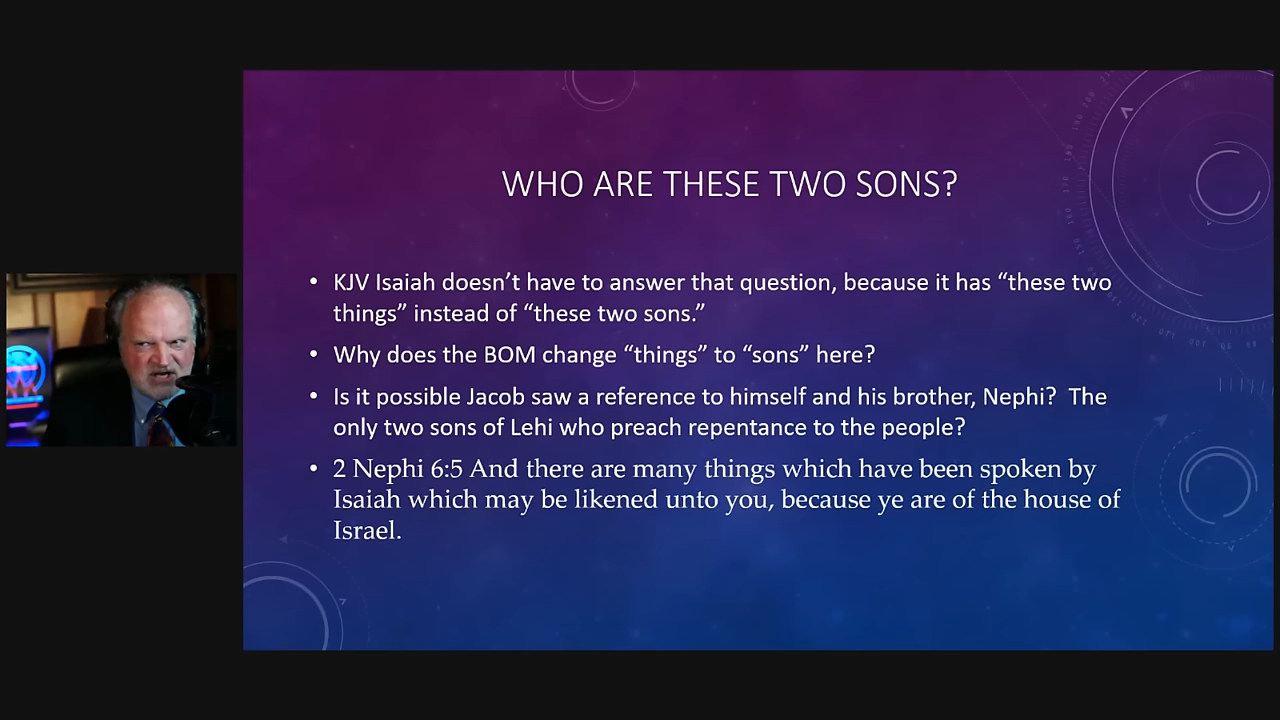 WHO ARE THESE TWO SONS?
• KJV Isaiah doesn’t have to answer that question, because it has “these two
things” instead of “these two sons.”
• Why does the BOM change “things” to “sons” here?
• Is it possible Jacob saw a reference to himself and his brother, Nephi? The
only two sons of Lehi who preach repentance to the people?
• 2 Nephi 6:5 And there are many things which have been spoken by
Isaiah which may be likened unto you, because ye are of the house of
Israel.